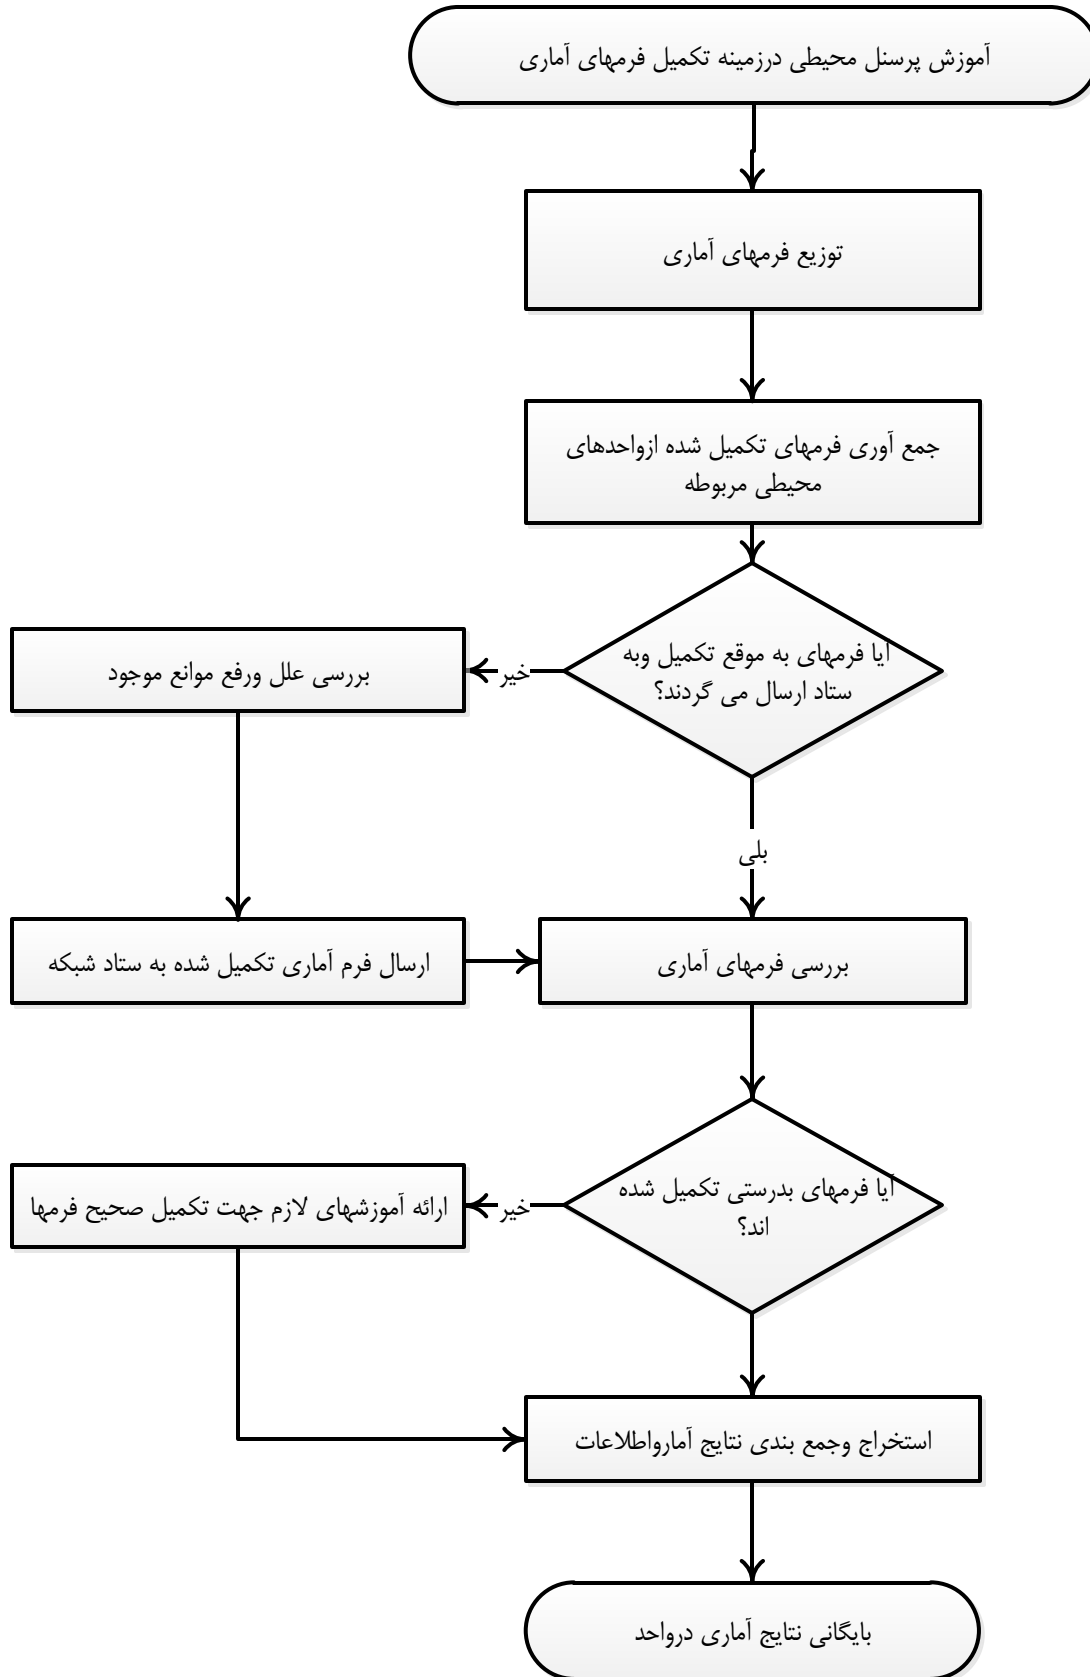 آموزش پرسنل محیطی درزمینه تکمیل فرمهای آماری
توزیع فرمهای آماری
جمع آوری فرمهای تکمیل شده ازواحدهای
محیطی مربوطه
آیا فرمهای به موقع تکمیل وبه
ستاد ارسال می گردند؟
خیر
بررسی علل ورفع موانع موجود
بلی
بررسی فرمهای آماری
ارسال فرم آماری تکمیل شده به ستاد شبکه
آیا فرمهای بدرستی تکمیل شده
اند؟
خیر
ارائه آموزشهای لازم جهت تکمیل صحیح فرمها
استخراج وجمع بندی نتایج آمارواطلاعات
بایگانی نتایج آماری درواحد